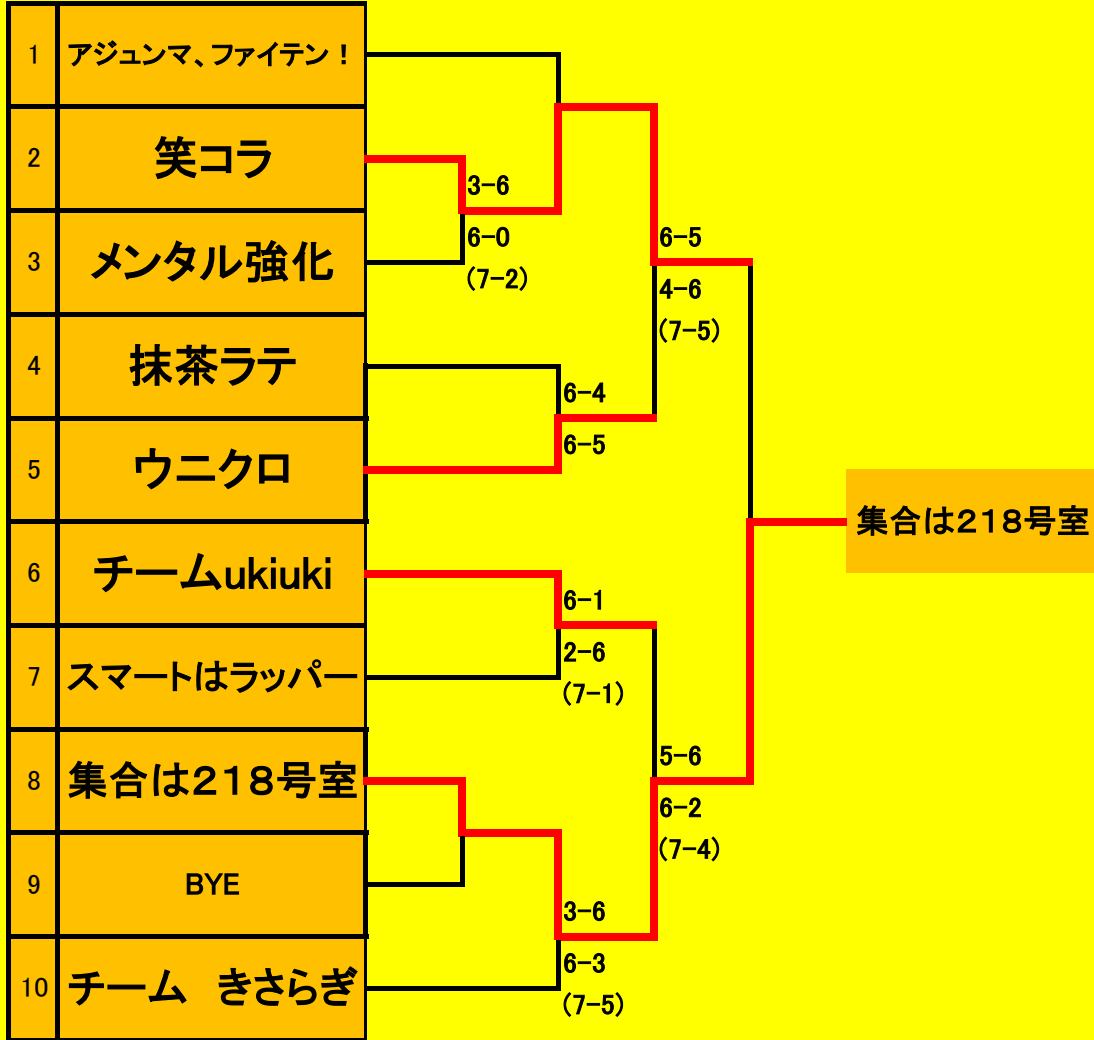 1 アジュンマ、ファイテン！
2 笑コラ
3-6
3 メンタル強化
6-0
(7-2)
6-5
4-6
(7-5)
4 抹茶ラテ
6-4
5 ウニクロ
6-5
集合は２１８号室
6 チームukiuki
6-1
7 スマートはラッパー
2-6
(7-1)
8 集合は２１８号室
5-6
6-2
(7-4)
9 BYE
3-6
10 チーム　きさらぎ
6-3
(7-5)